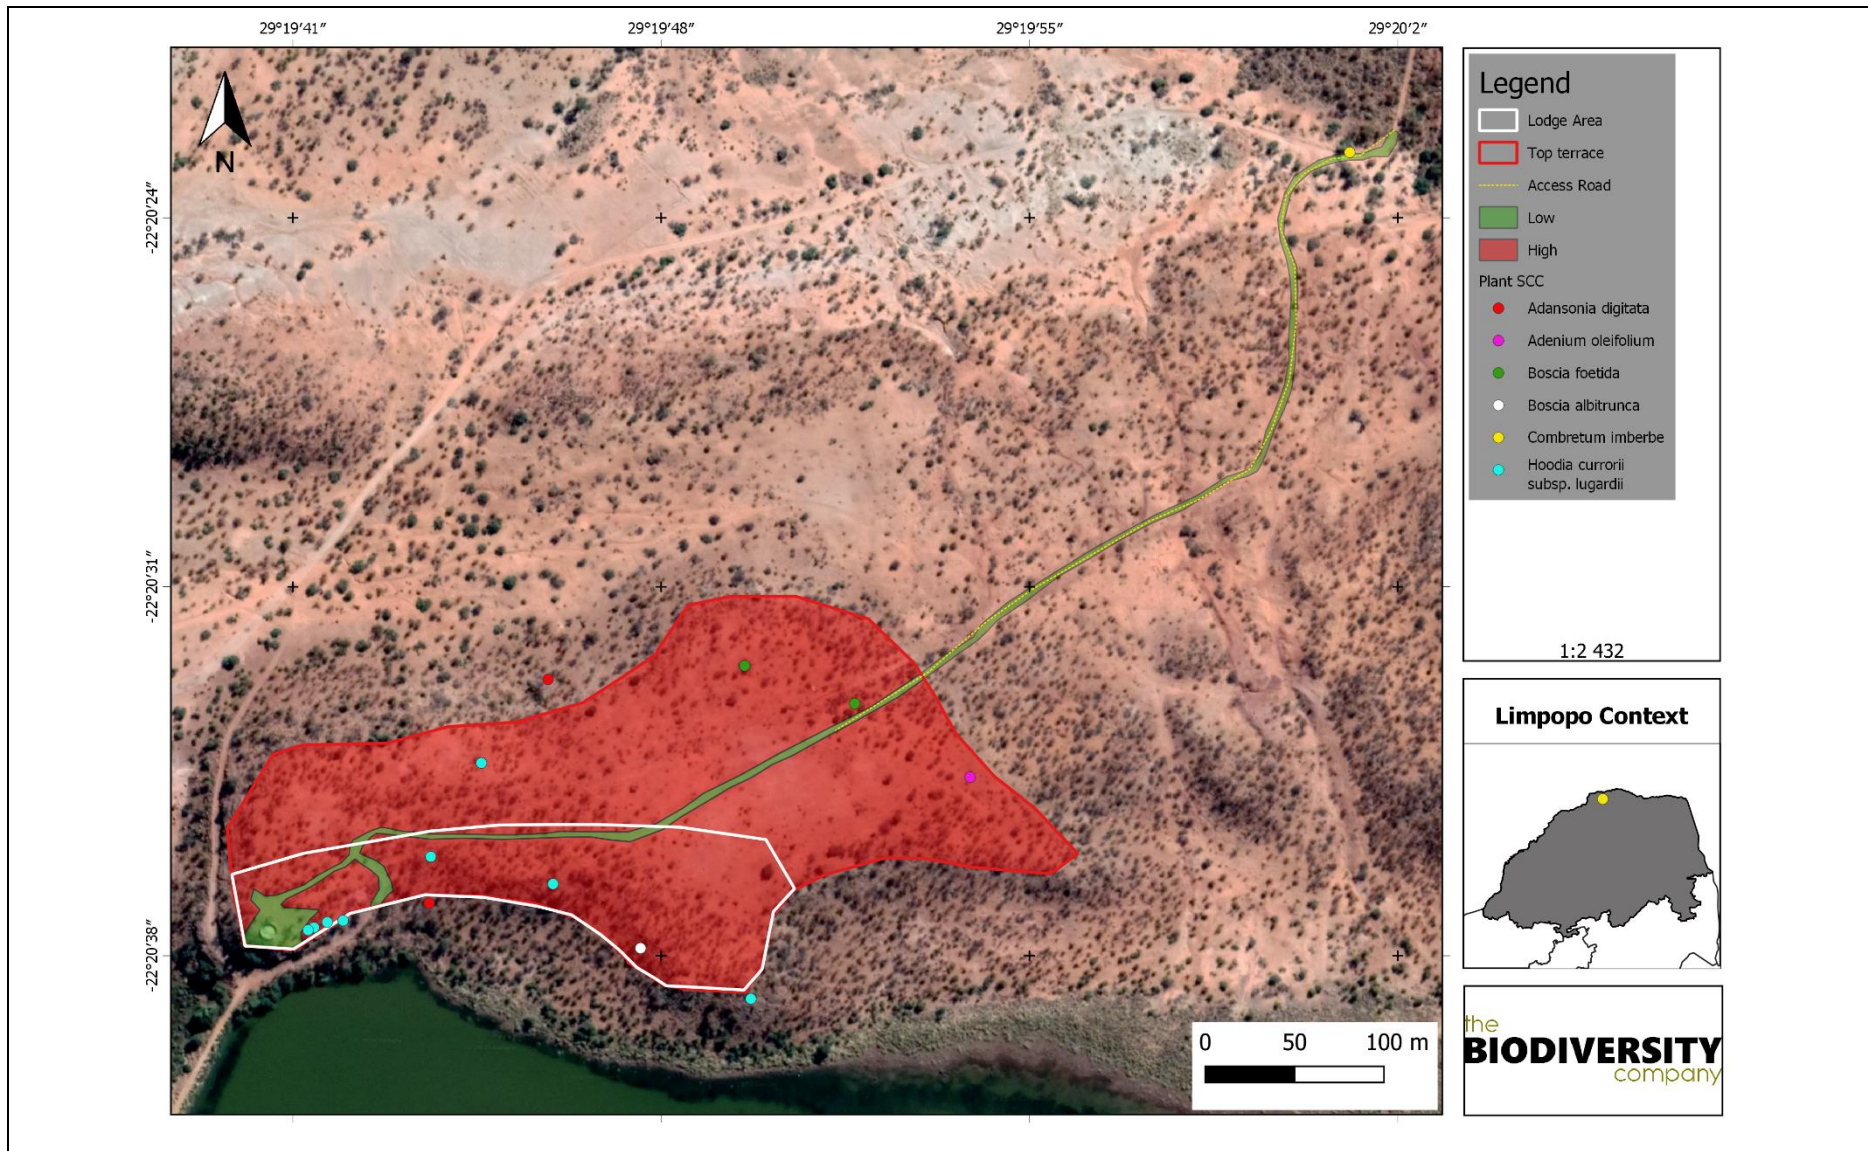 29°19'41"
29°19'48"
29°19'55"
29°20'2"
-22°20'24"
-22°20'31"
-22°20'38"
N
0
50
100 m
Legend
Lodge Area
Top terrace
Access Road
Low
High
Plant SCC
Adansonia digitata
Adenium oleifolium
Boscia foetida
Boscia albitrunca
Combretum imberbe
Hoodia currorii
subsp. lugardii
1:2 432
Limpopo Context
the
BIODIVERSITY
company